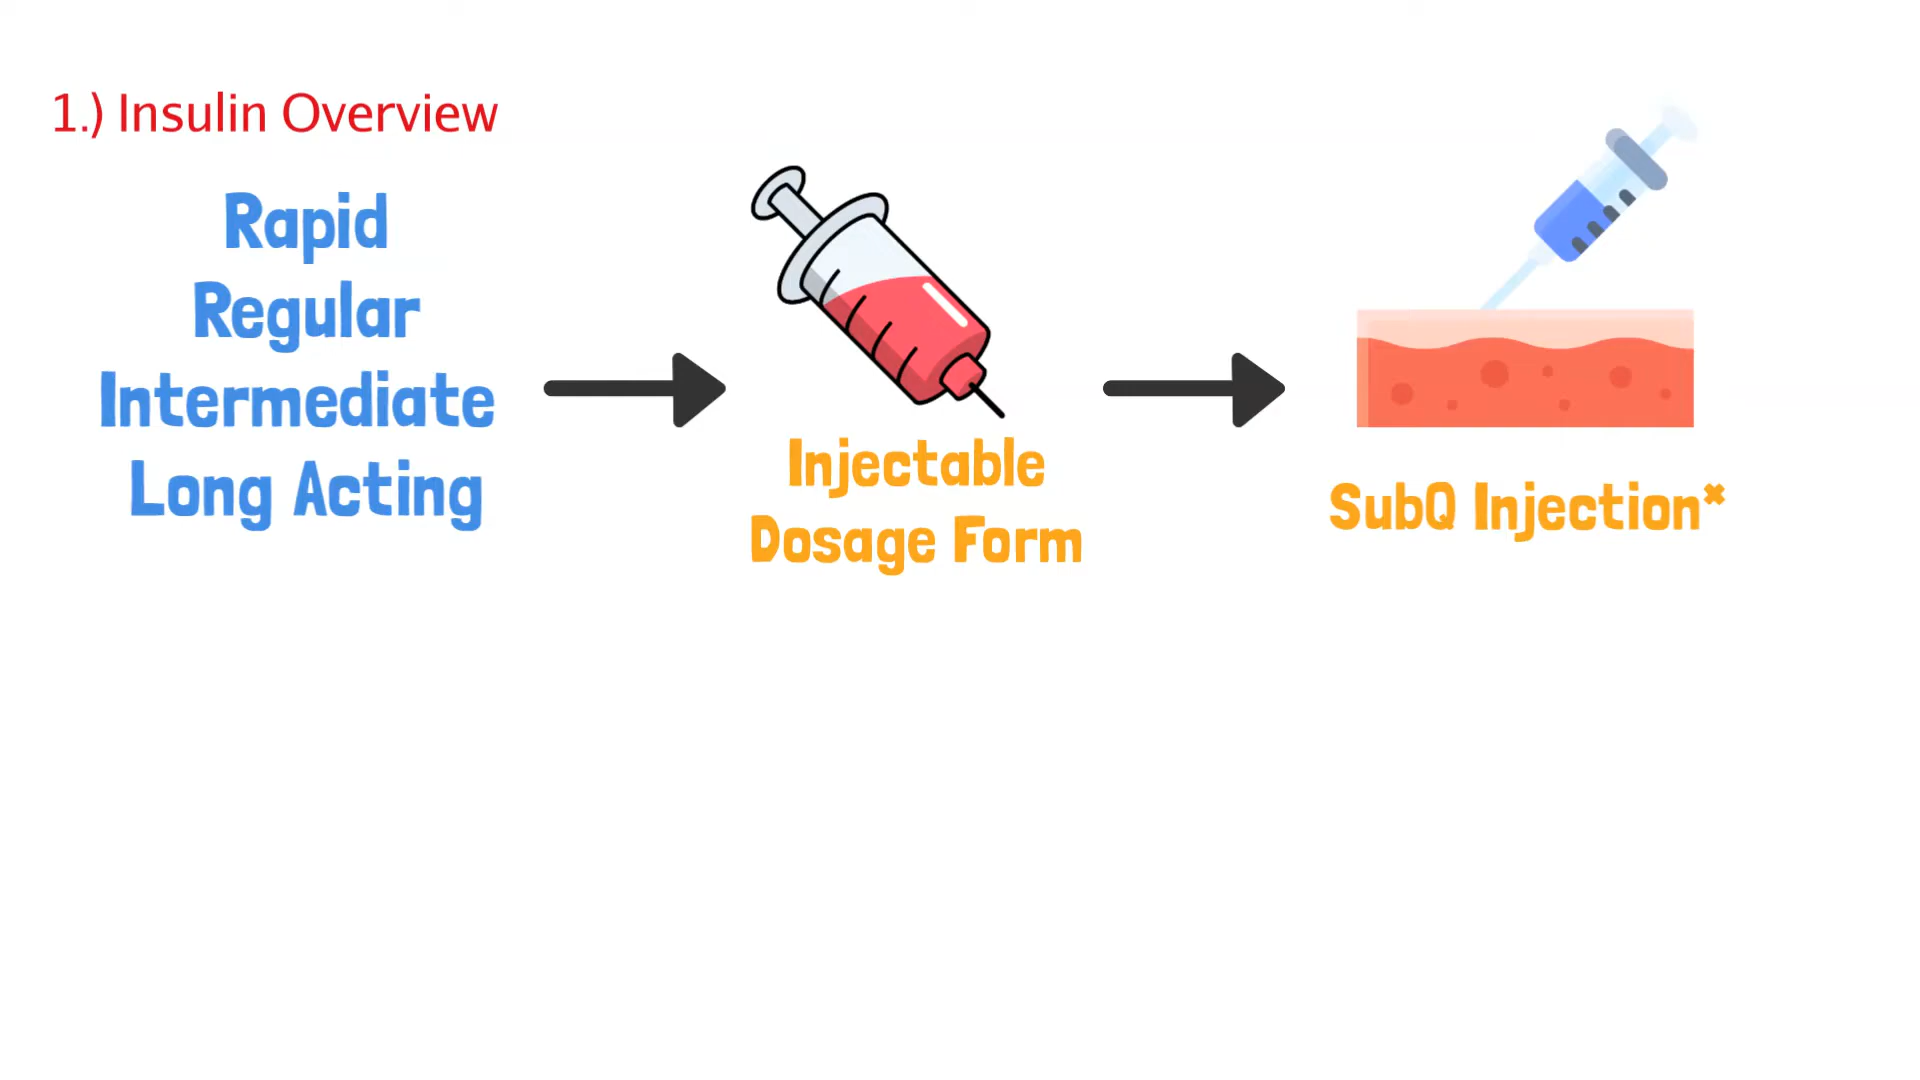 1.) Insulin Overview
Rapid
Regular
Intermediate
Long Acting
Injectable
Dosage Form
SubQ Injection*